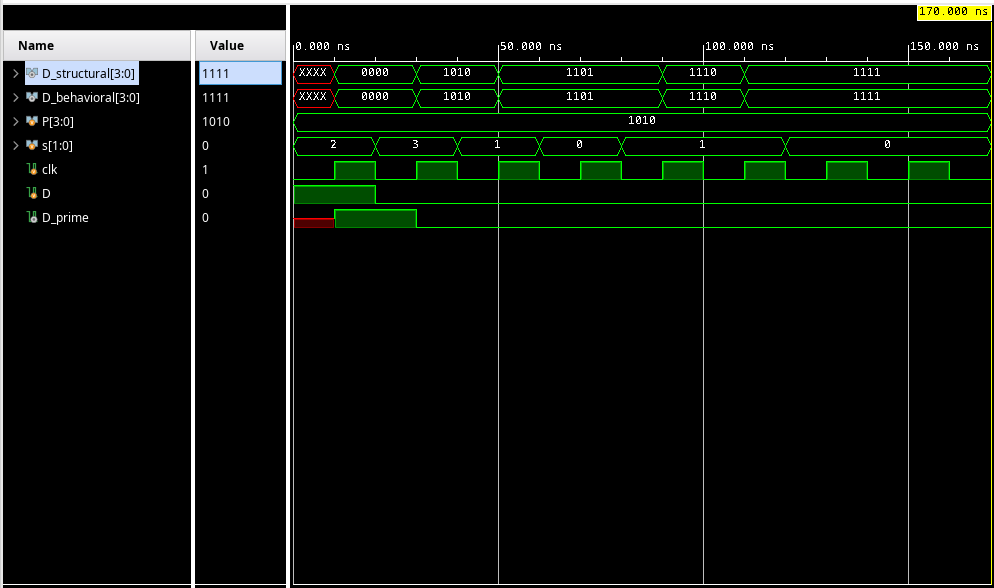 170.000 ns
Name Value
0.000 ns 50.000 ns 100.000 ns 150.000 ns
D_structural[3:0] 1111 XXXX 0000 1010 1101 1110 1111
D_behavioral[3:0] 1111 XXXX 0000 1010 1101 1110 1111
P[3:0] 1010 1010
s[1:0] 0 2 3 1 0 1 0
clk 1
D 0
D_prime 0